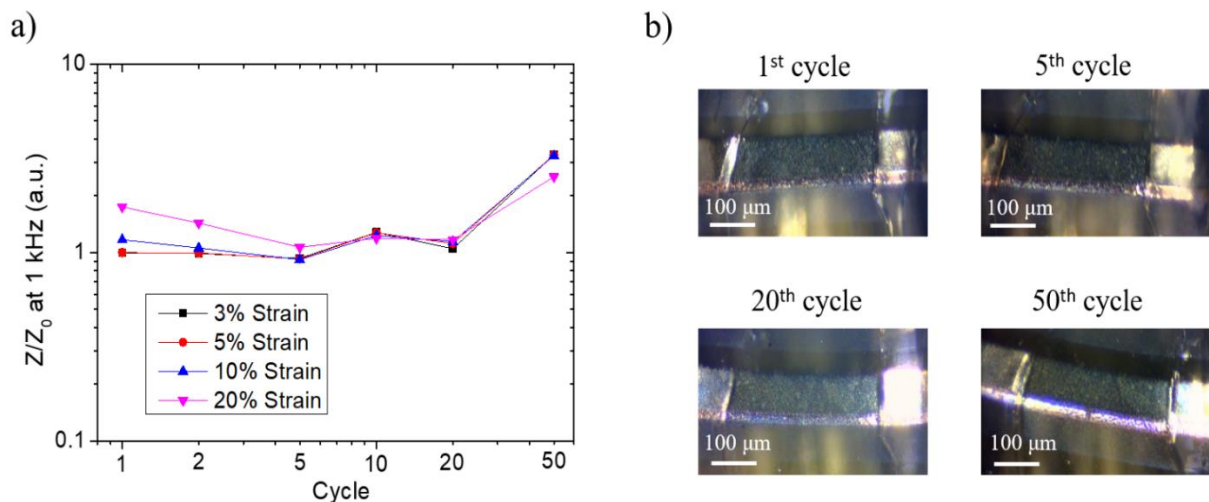 a)
10
1
0.1
Z/Z₀ at 1 kHz (a.u.)
3% Strain
5% Strain
10% Strain
20% Strain
1 2 5 10 20 50
Cycle
b)
1ˢᵗ cycle
5ᵗʰ cycle
100 μm
100 μm
20ᵗʰ cycle
50ᵗʰ cycle
100 μm
100 μm